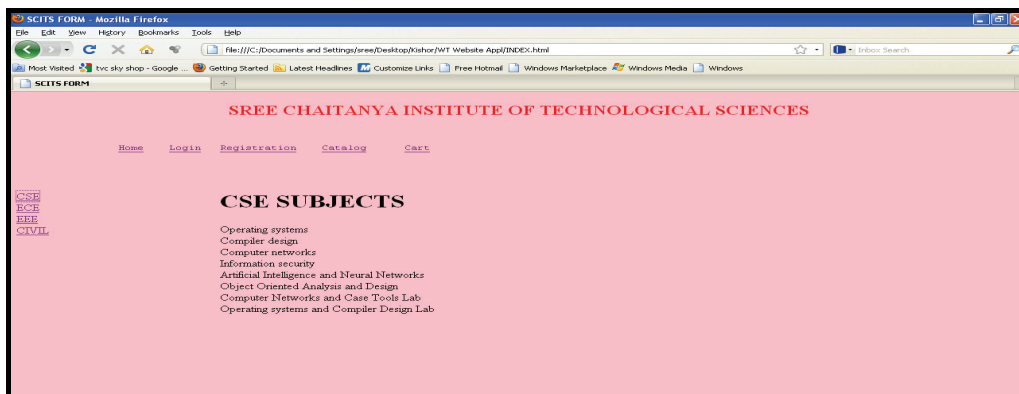 SCITS FORM - Mozilla Firefox
File Edit View History Bookmarks Tools Help
file:///C:/Documents and Settings/sree/Desktop/Kishor/WT Website Appl/INDEX.html
Inbox Search
Most Visited tvc sky shop - Google ... Getting Started Latest Headlines Customize Links Free Hotmail Windows Marketplace Windows Media Windows
SCITS FORM
SREE CHAITANYA INSTITUTE OF TECHNOLOGICAL SCIENCES
Home Login Registration Catalog Cart
CSE
ECE
EEE
CIVIL
CSE SUBJECTS
Operating systems
Compiler design
Computer networks
Information security
Artificial Intelligence and Neural Networks
Object Oriented Analysis and Design
Computer Networks and Case Tools Lab
Operating systems and Compiler Design Lab